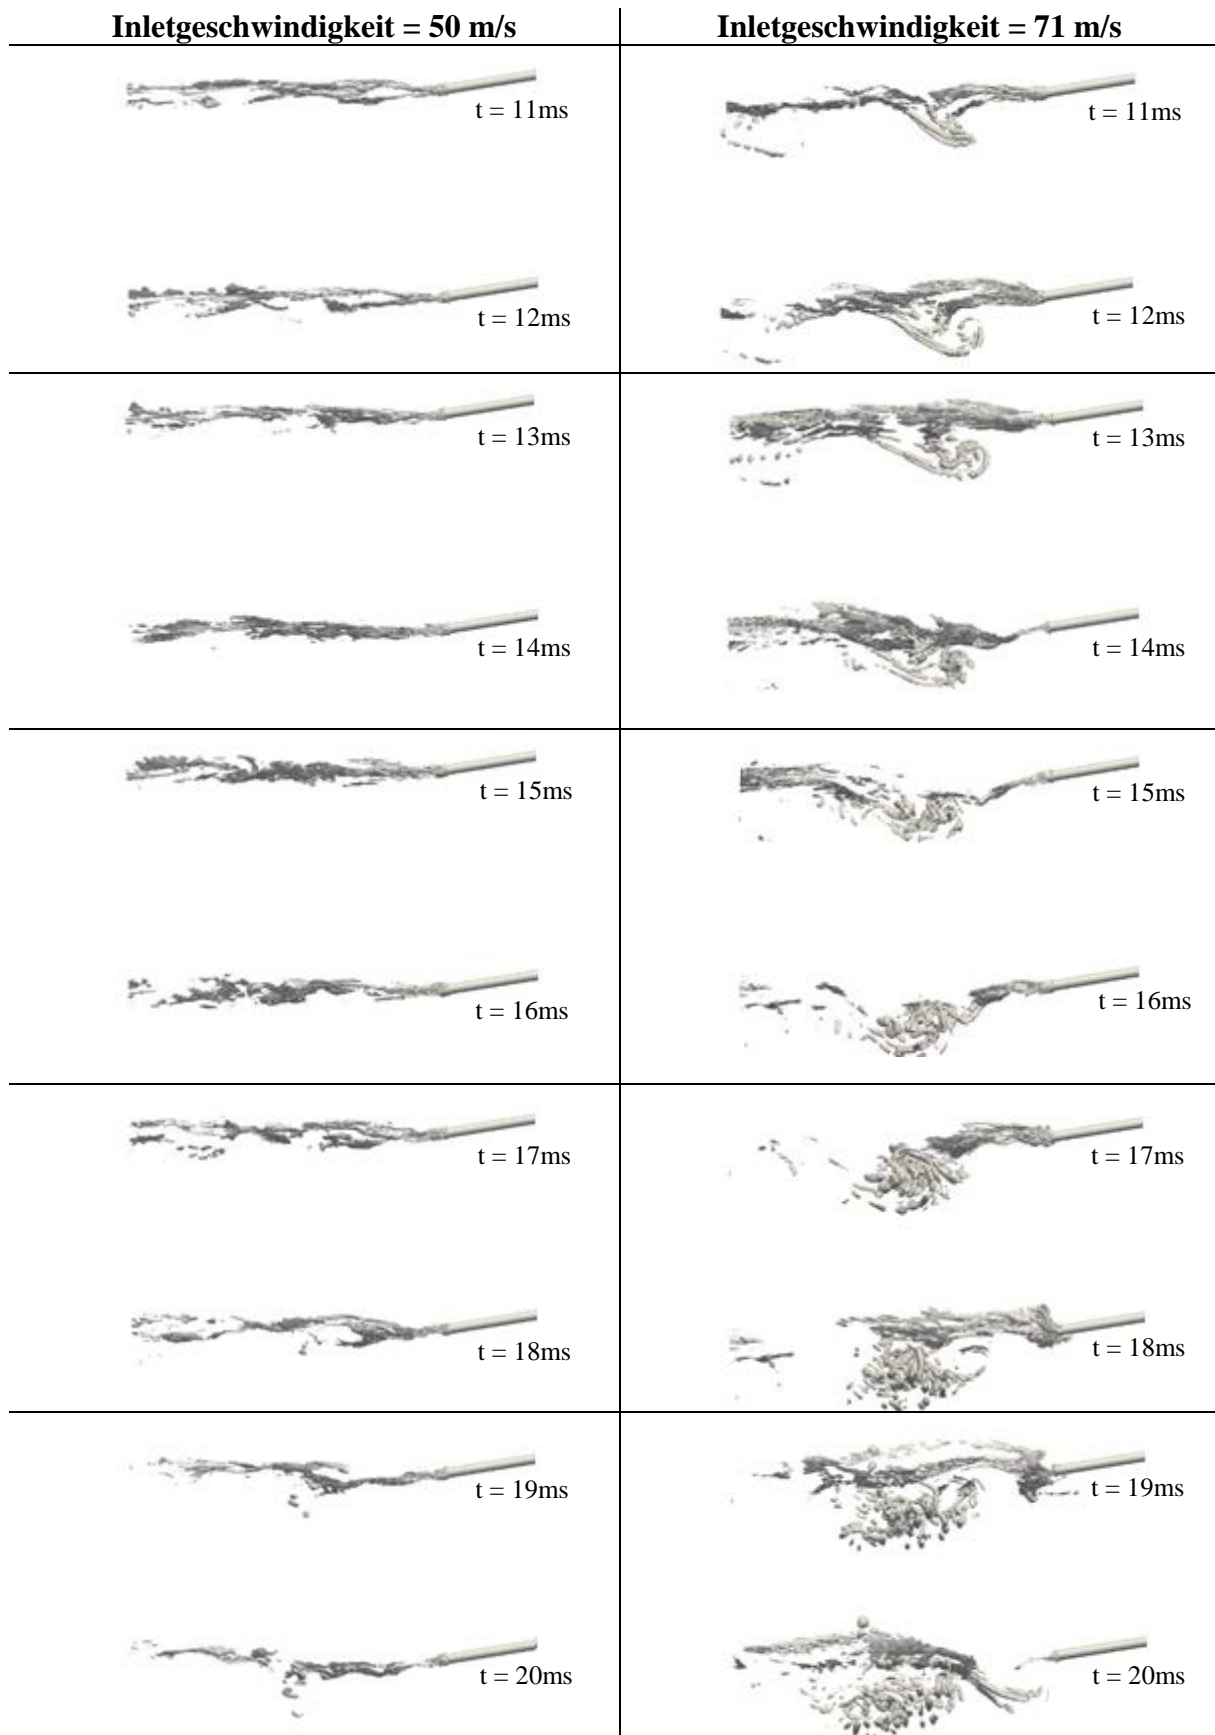 Inletgeschwindigkeit = 50 m/s
Inletgeschwindigkeit = 71 m/s
t = 11ms
t = 11ms
t = 12ms
t = 12ms
t = 13ms
t = 13ms
t = 14ms
t = 14ms
t = 15ms
t = 15ms
t = 16ms
t = 16ms
t = 17ms
t = 17ms
t = 18ms
t = 18ms
t = 19ms
t = 19ms
t = 20ms
t = 20ms